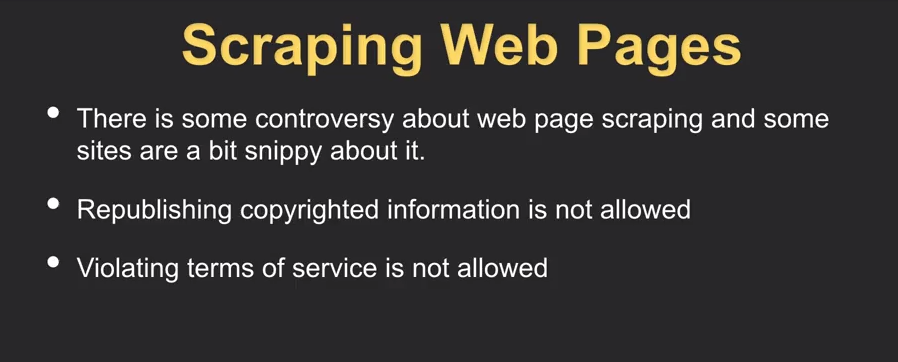 Scraping Web Pages
• There is some controversy about web page scraping and some
sites are a bit snippy about it.
• Republishing copyrighted information is not allowed
• Violating terms of service is not allowed